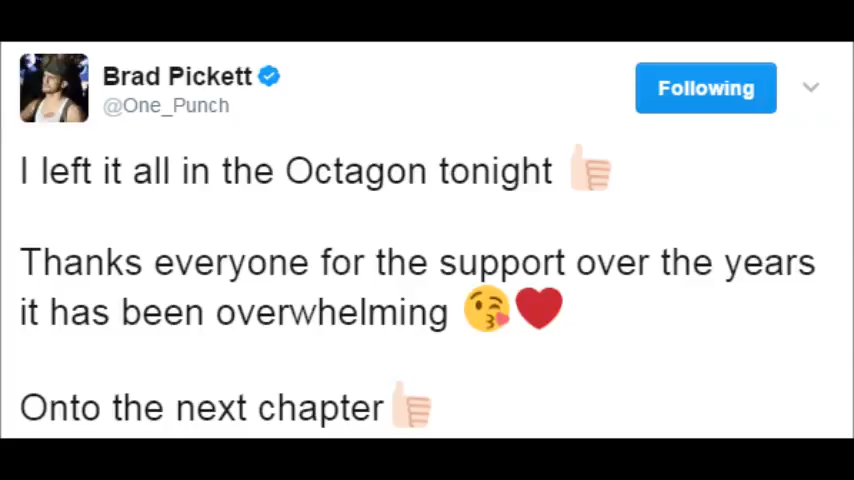 Brad Pickett
@One_Punch
Following
I left it all in the Octagon tonight 👍🏻
Thanks everyone for the support over the years
it has been overwhelming 😘❤️
Onto the next chapter👍🏻